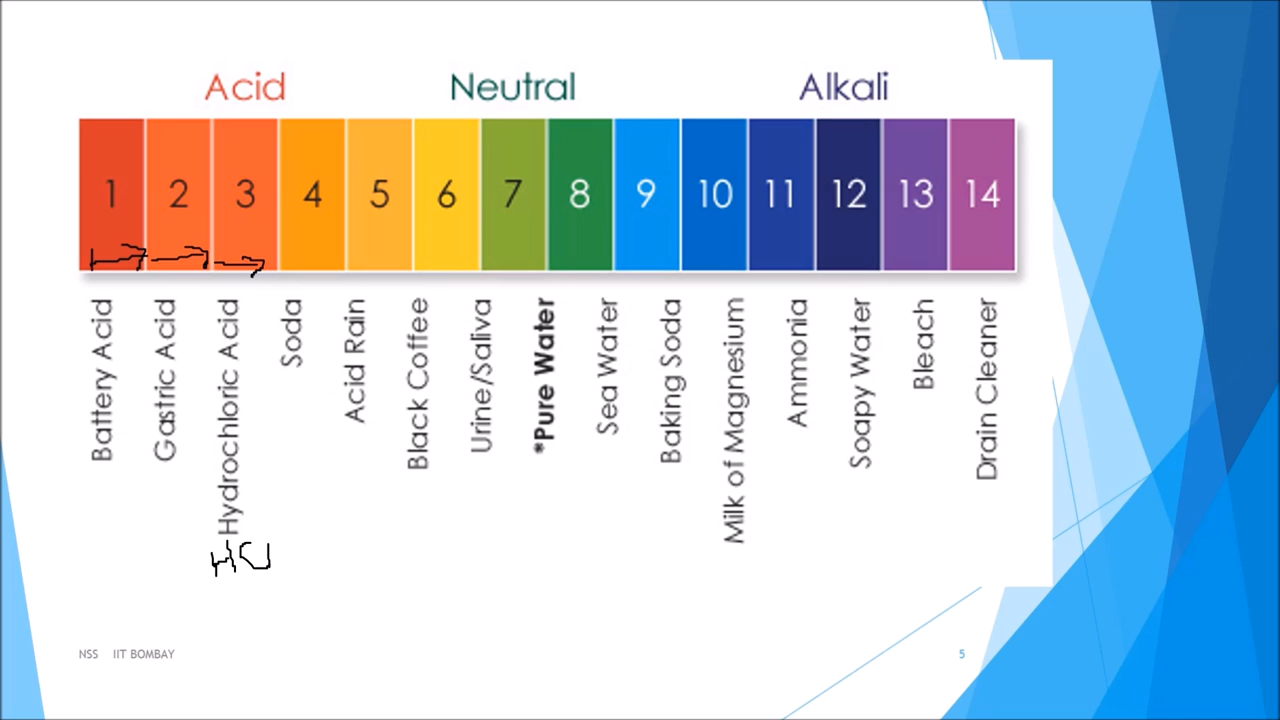 Acid Neutral Alkali
1 2 3 4 5 6 7 8 9 10 11 12 13 14
Battery Acid
Gastric Acid
Hydrochloric Acid
Soda
Acid Rain
Black Coffee
Urine/Saliva
*Pure Water
Sea Water
Baking Soda
Milk of Magnesium
Ammonia
Soapy Water
Bleach
Drain Cleaner
HCl
NSS IIT BOMBAY 5